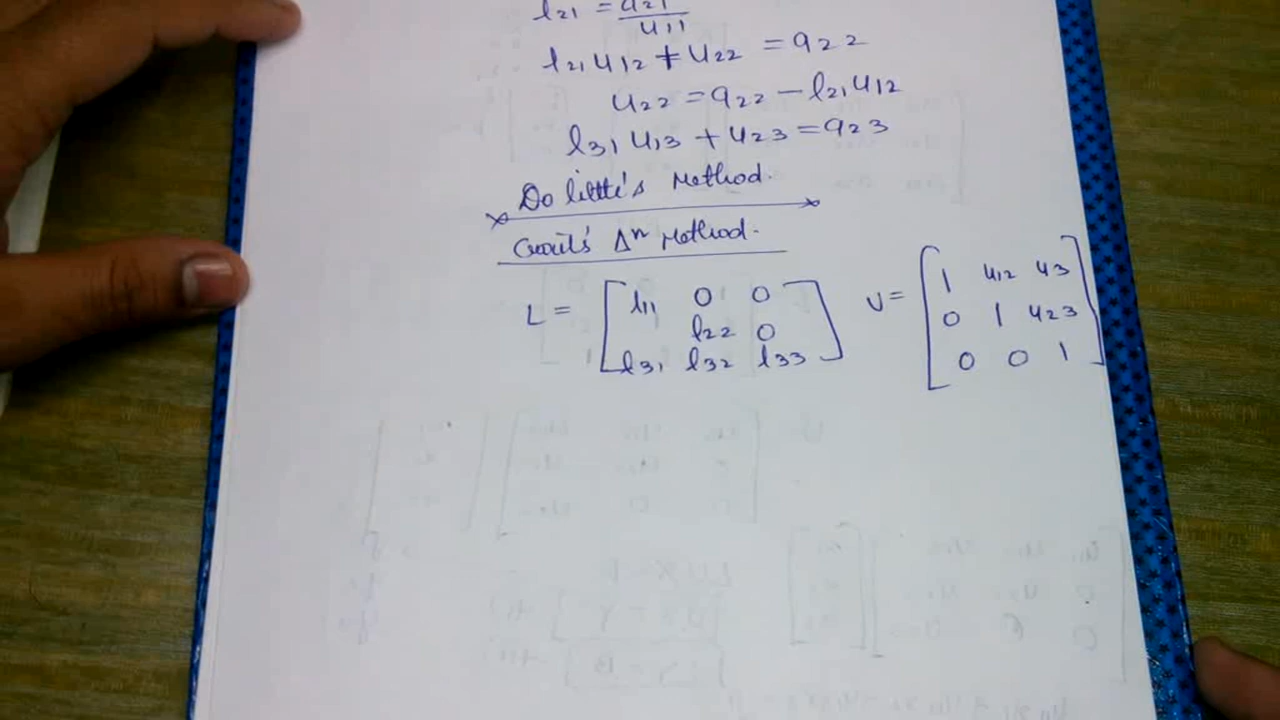 l21 = a21/u11
l21 u12 + u22 = a22
u22 = a22 - l21 u12
l31 u13 + u23 = a23
Do little's Method.
Crout's Δn Method.
L = [ l11 0 0
l22 0
l31 l32 l33 ]
U = [ 1 u12 u3
0 1 u23
0 0 1 ]